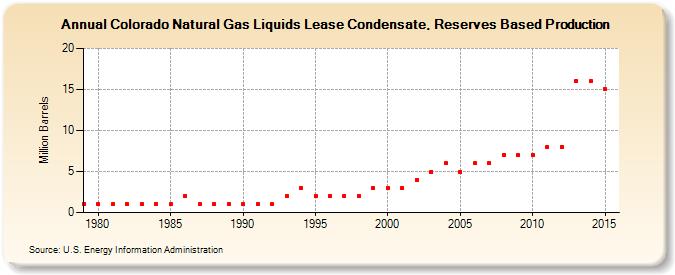 Annual Colorado Natural Gas Liquids Lease Condensate, Reserves Based Production
Million Barrels
20
15
10
5
0
1980 1985 1990 1995 2000 2005 2010 2015
Source: U.S. Energy Information Administration